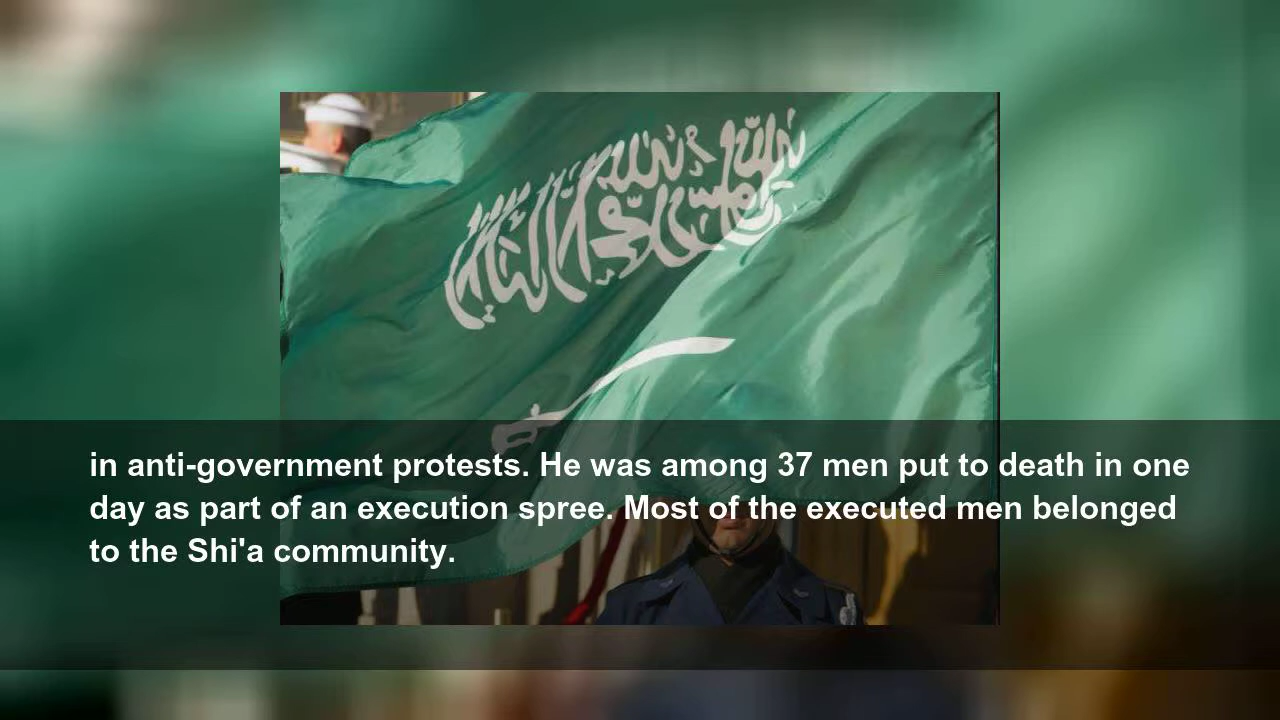 لا إله إلا الله محمد رسول الله
in anti-government protests. He was among 37 men put to death in one
day as part of an execution spree. Most of the executed men belonged
to the Shi'a community.